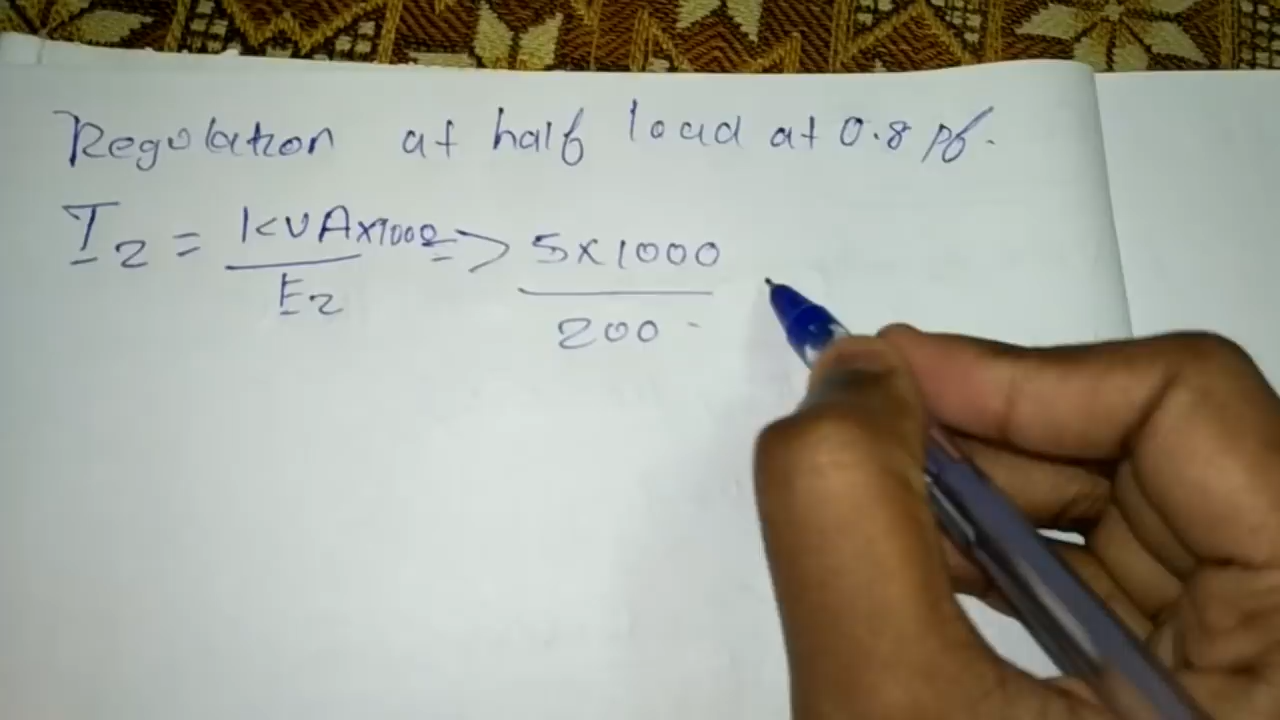 Regulation at half load at 0.8 pf.
I2 = KVA×1000 / E2 => 5×1000 / 200